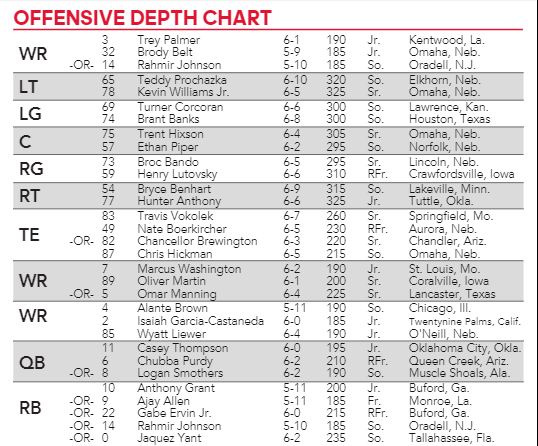 OFFENSIVE DEPTH CHART
WR
3 Trey Palmer 6-1 190 Jr. Kentwood, La.
32 Brody Belt 5-9 185 Jr. Omaha, Neb.
-OR- 14 Rahmir Johnson 5-10 185 So. Oradell, N.J.
LT
65 Teddy Prochazka 6-10 320 So. Elkhorn, Neb.
78 Kevin Williams Jr. 6-5 325 Sr. Omaha, Neb.
LG
69 Turner Corcoran 6-6 300 So. Lawrence, Kan.
74 Brant Banks 6-8 300 So. Houston, Texas
C
75 Trent Hixson 6-4 305 Sr. Omaha, Neb.
57 Ethan Piper 6-2 295 So. Norfolk, Neb.
RG
73 Broc Bando 6-5 295 Sr. Lincoln, Neb.
59 Henry Lutovsky 6-6 310 RFr. Crawfordsville, Iowa
RT
54 Bryce Benhart 6-9 315 So. Lakeville, Minn.
77 Hunter Anthony 6-6 325 Jr. Tuttle, Okla.
TE
83 Travis Vokolek 6-7 260 Sr. Springfield, Mo.
49 Nate Boerkircher 6-5 230 RFr. Aurora, Neb.
-OR- 82 Chancellor Brewington 6-3 220 Sr. Chandler, Ariz.
87 Chris Hickman 6-5 215 So. Omaha, Neb.
WR
7 Marcus Washington 6-2 190 Jr. St. Louis, Mo.
89 Oliver Martin 6-1 200 Sr. Coralville, Iowa
-OR- 5 Omar Manning 6-4 225 Sr. Lancaster, Texas
WR
4 Alante Brown 5-11 190 So. Chicago, Ill.
2 Isaiah Garcia-Castaneda 6-0 185 Jr. Twentynine Palms, Calif.
85 Wyatt Liewer 6-4 190 Jr. O'Neill, Neb.
QB
11 Casey Thompson 6-0 195 Jr. Oklahoma City, Okla.
6 Chubba Purdy 6-2 210 RFr. Queen Creek, Ariz.
-OR- 8 Logan Smothers 6-2 190 So. Muscle Shoals, Ala.
RB
10 Anthony Grant 5-11 200 Jr. Buford, Ga.
-OR- 9 Ajay Allen 5-11 185 Fr. Monroe, La.
-OR- 22 Gabe Ervin Jr. 6-0 215 RFr. Buford, Ga.
-OR- 14 Rahmir Johnson 5-10 185 So. Oradell, N.J.
-OR- 0 Jaquez Yant 6-2 235 So. Tallahassee, Fla.